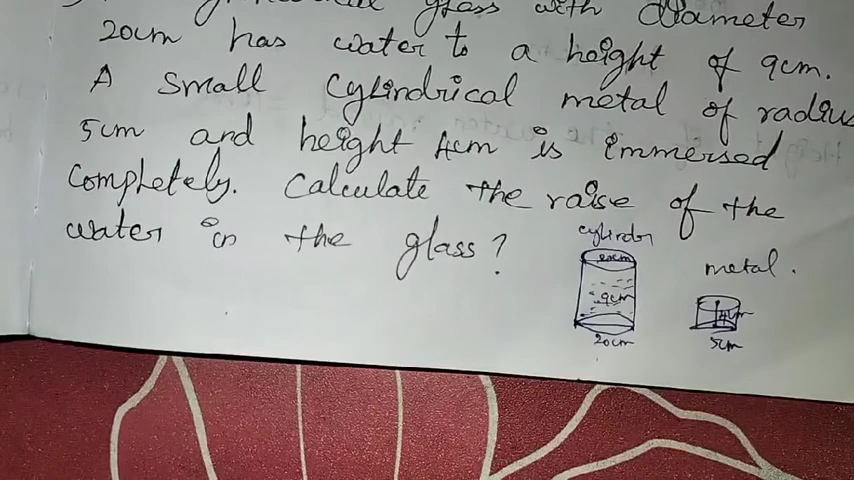 glass with diameter
20cm has water to a height of 9cm.
A small cylindrical metal of radius
5cm and height 4cm is immersed
completely. Calculate the raise of the
water in the glass?
cylinder
metal.
9cm
4cm
20cm
5cm